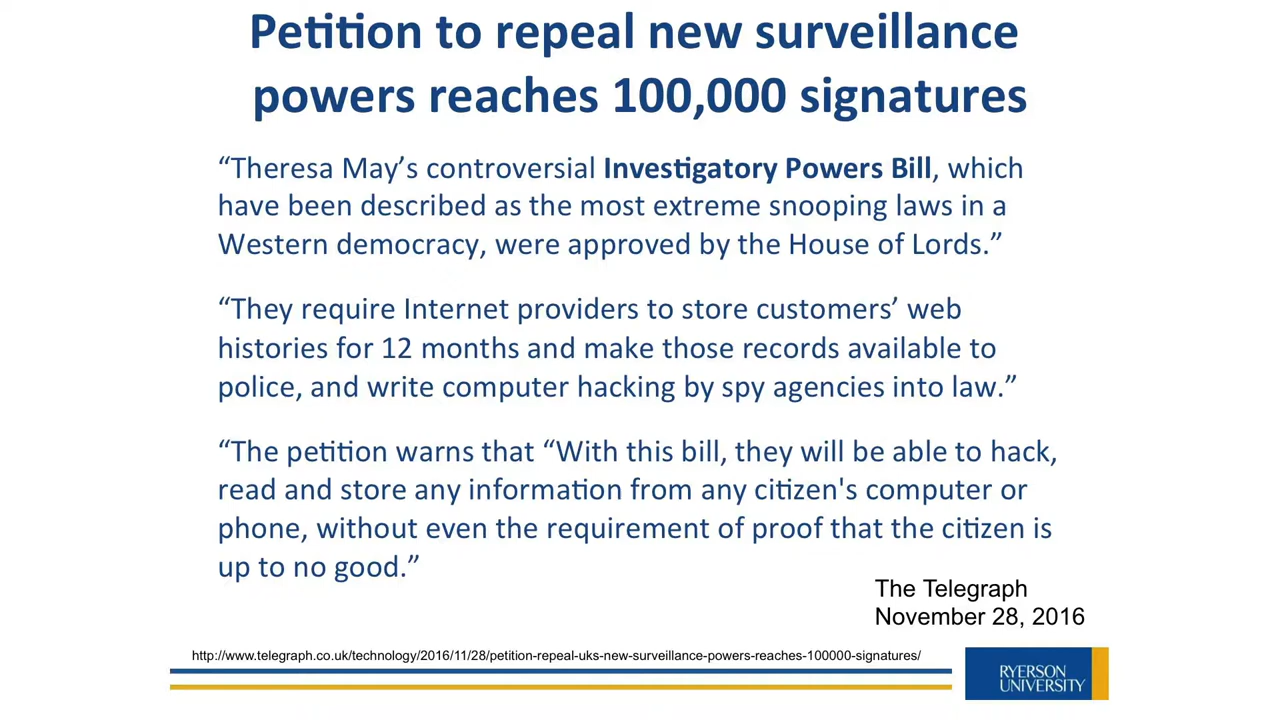 Petition to repeal new surveillance
powers reaches 100,000 signatures
“Theresa May’s controversial Investigatory Powers Bill, which
have been described as the most extreme snooping laws in a
Western democracy, were approved by the House of Lords.”
“They require Internet providers to store customers’ web
histories for 12 months and make those records available to
police, and write computer hacking by spy agencies into law.”
“The petition warns that “With this bill, they will be able to hack,
read and store any information from any citizen's computer or
phone, without even the requirement of proof that the citizen is
up to no good.”
The Telegraph
November 28, 2016
http://www.telegraph.co.uk/technology/2016/11/28/petition-repeal-uks-new-surveillance-powers-reaches-100000-signatures/
RYERSON
UNIVERSITY